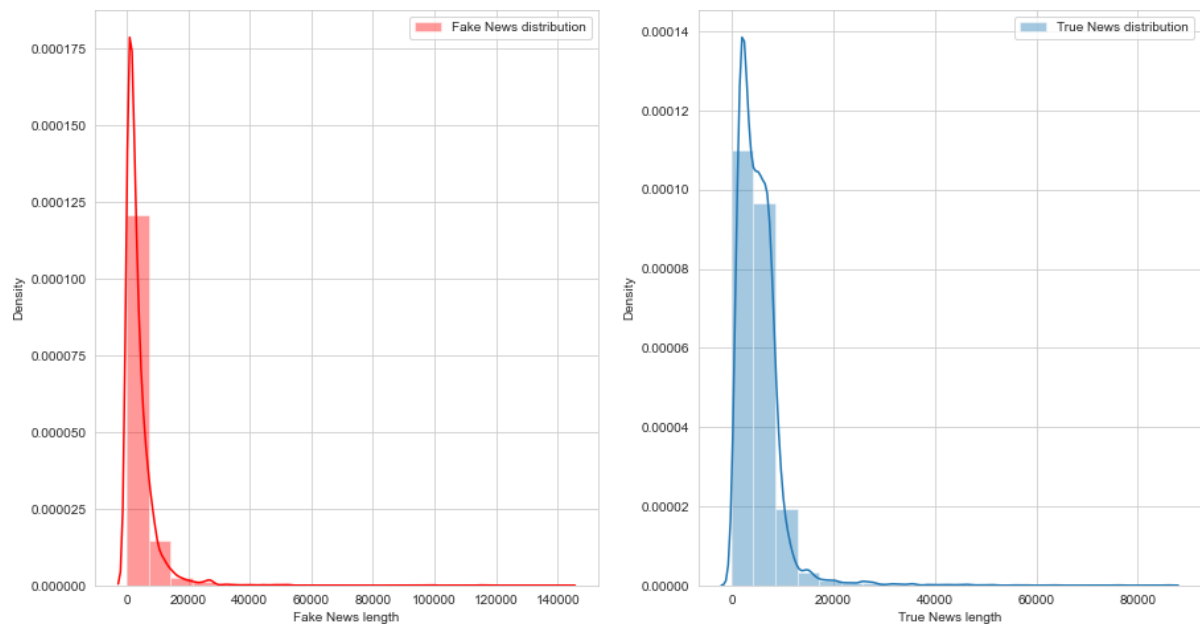 Fake News distribution
0.000175
0.000150
0.000125
0.000100
0.000075
0.000050
0.000025
0.000000
Density
0 20000 40000 60000 80000 100000 120000 140000
Fake News length
True News distribution
0.00014
0.00012
0.00010
0.00008
0.00006
0.00004
0.00002
0.00000
Density
0 20000 40000 60000 80000
True News length